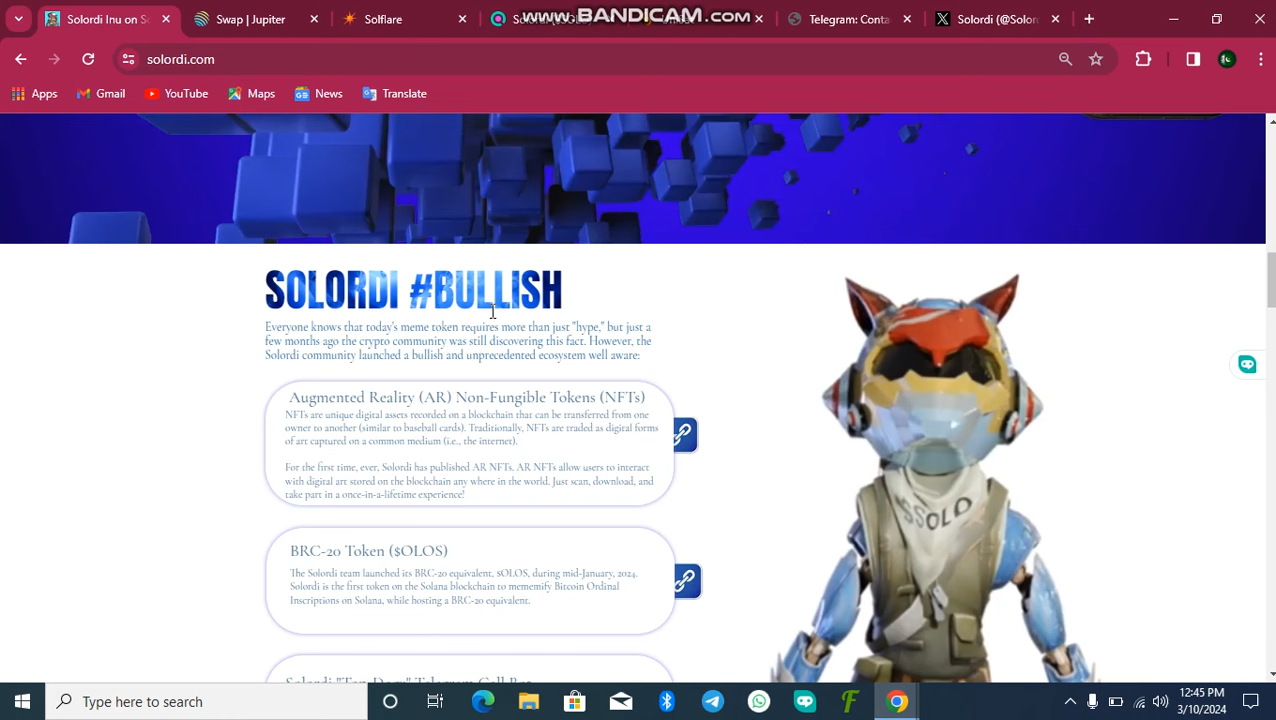 www.BANDICAM.com
Solordi Inu on So
Swap | Jupiter
Solflare
Telegram: Conta
Solordi (@Solor
solordi.com
Apps
Gmail
YouTube
Maps
News
Translate
SOLORDI #BULLISH
Everyone knows that today's meme token requires more than just "hype," but just a
few months ago the crypto community was still discovering this fact. However, the
Solordi community launched a bullish and unprecedented ecosystem well aware:
Augmented Reality (AR) Non-Fungible Tokens (NFTs)
NFTs are unique digital assets recorded on a blockchain that can be transferred from one
owner to another (similar to baseball cards). Traditionally, NFTs are traded as digital forms
of art captured on a common medium (i.e., the internet).
For the first time, ever, Solordi has published AR NFTs. AR NFTs allow users to interact
with digital art stored on the blockchain any where in the world. Just scan, download, and
take part in a once-in-a-lifetime experience!
$SOLO
BRC-20 Token ($OLOS)
The Solordi team launched its BRC-20 equivalent, $OLOS, during mid-January, 2024.
Solordi is the first token on the Solana blockchain to mememify Bitcoin Ordinal
Inscriptions on Solana, while hosting a BRC-20 equivalent.
Solordi "Top Dogs" Telegram Call Bot
Type here to search
12:45 PM
3/10/2024